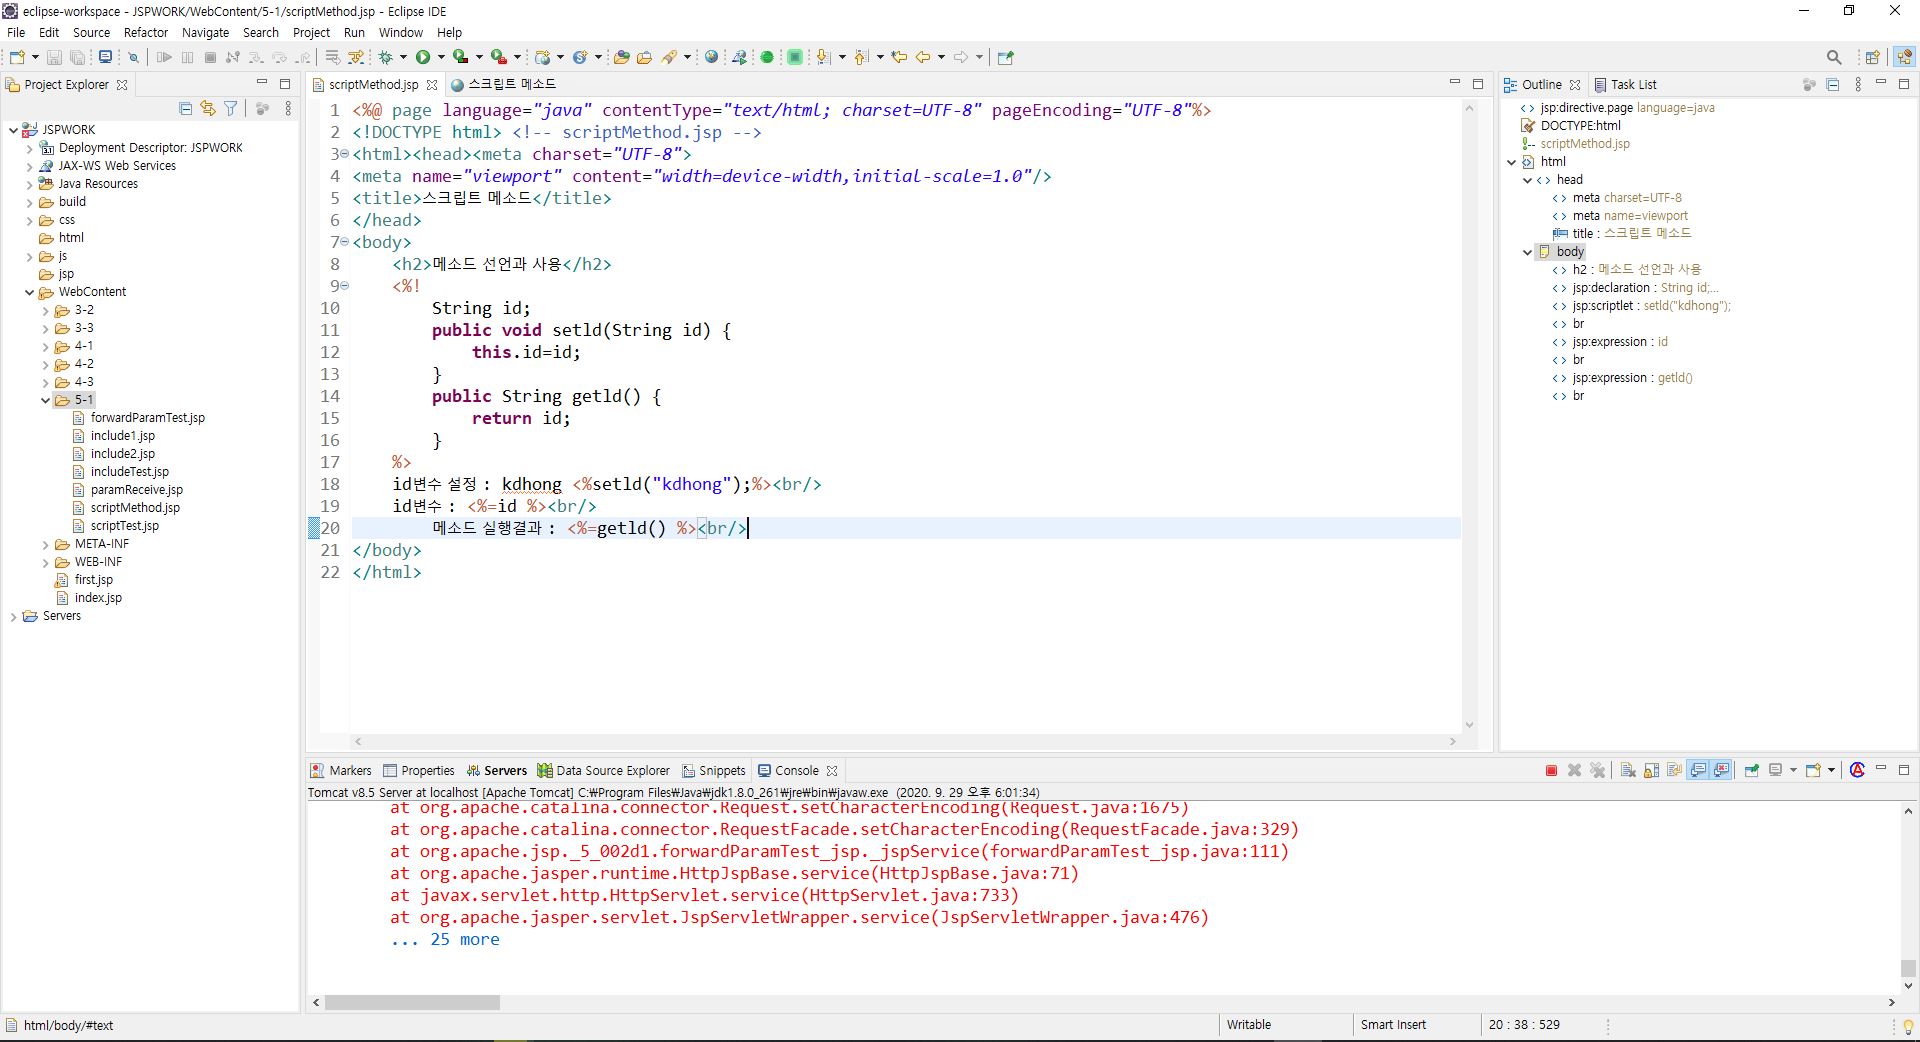 eclipse-workspace - JSPWORK/WebContent/5-1/scriptMethod.jsp - Eclipse IDE
File Edit Source Refactor Navigate Search Project Run Window Help
Project Explorer
JSPWORK
Deployment Descriptor: JSPWORK
JAX-WS Web Services
Java Resources
build
css
html
js
jsp
WebContent
3-2
3-3
4-1
4-2
4-3
5-1
forwardParamTest.jsp
include1.jsp
include2.jsp
includeTest.jsp
paramReceive.jsp
scriptMethod.jsp
scriptTest.jsp
META-INF
WEB-INF
first.jsp
index.jsp
Servers
scriptMethod.jsp 스크립트 메소드
1 <%@ page language="java" contentType="text/html; charset=UTF-8" pageEncoding="UTF-8"%>
2 <!DOCTYPE html> <!-- scriptMethod.jsp -->
3 <html><head><meta charset="UTF-8">
4 <meta name="viewport" content="width=device-width,initial-scale=1.0"/>
5 <title>스크립트 메소드</title>
6 </head>
7 <body>
8 <h2>메소드 선언과 사용</h2>
9 <%!
10 String id;
11 public void setld(String id) {
12 this.id=id;
13 }
14 public String getld() {
15 return id;
16 }
17 %>
18 id변수 설정 : kdhong <%setld("kdhong");%><br/>
19 id변수 : <%=id %><br/>
20 메소드 실행결과 : <%=getld() %><br/>
21 </body>
22 </html>
Outline Task List
jsp:directive.page language=java
DOCTYPE:html
scriptMethod.jsp
html
head
meta charset=UTF-8
meta name=viewport
title : 스크립트 메소드
body
h2 : 메소드 선언과 사용
jsp:declaration : String id;...
jsp:scriptlet : setld("kdhong");
br
jsp:expression : id
br
jsp:expression : getld()
br
Markers Properties Servers Data Source Explorer Snippets Console
Tomcat v8.5 Server at localhost [Apache Tomcat] C:₩Program Files₩Java₩jdk1.8.0_261₩jre₩bin₩javaw.exe (2020. 9. 29 오후 6:01:34)
at org.apache.catalina.connector.Request.setCharacterEncoding(Request.java:1675)
at org.apache.catalina.connector.RequestFacade.setCharacterEncoding(RequestFacade.java:329)
at org.apache.jsp._5_002d1.forwardParamTest_jsp._jspService(forwardParamTest_jsp.java:111)
at org.apache.jasper.runtime.HttpJspBase.service(HttpJspBase.java:71)
at javax.servlet.http.HttpServlet.service(HttpServlet.java:733)
at org.apache.jasper.servlet.JspServletWrapper.service(JspServletWrapper.java:476)
... 25 more
html/body/#text Writable Smart Insert 20 : 38 : 529